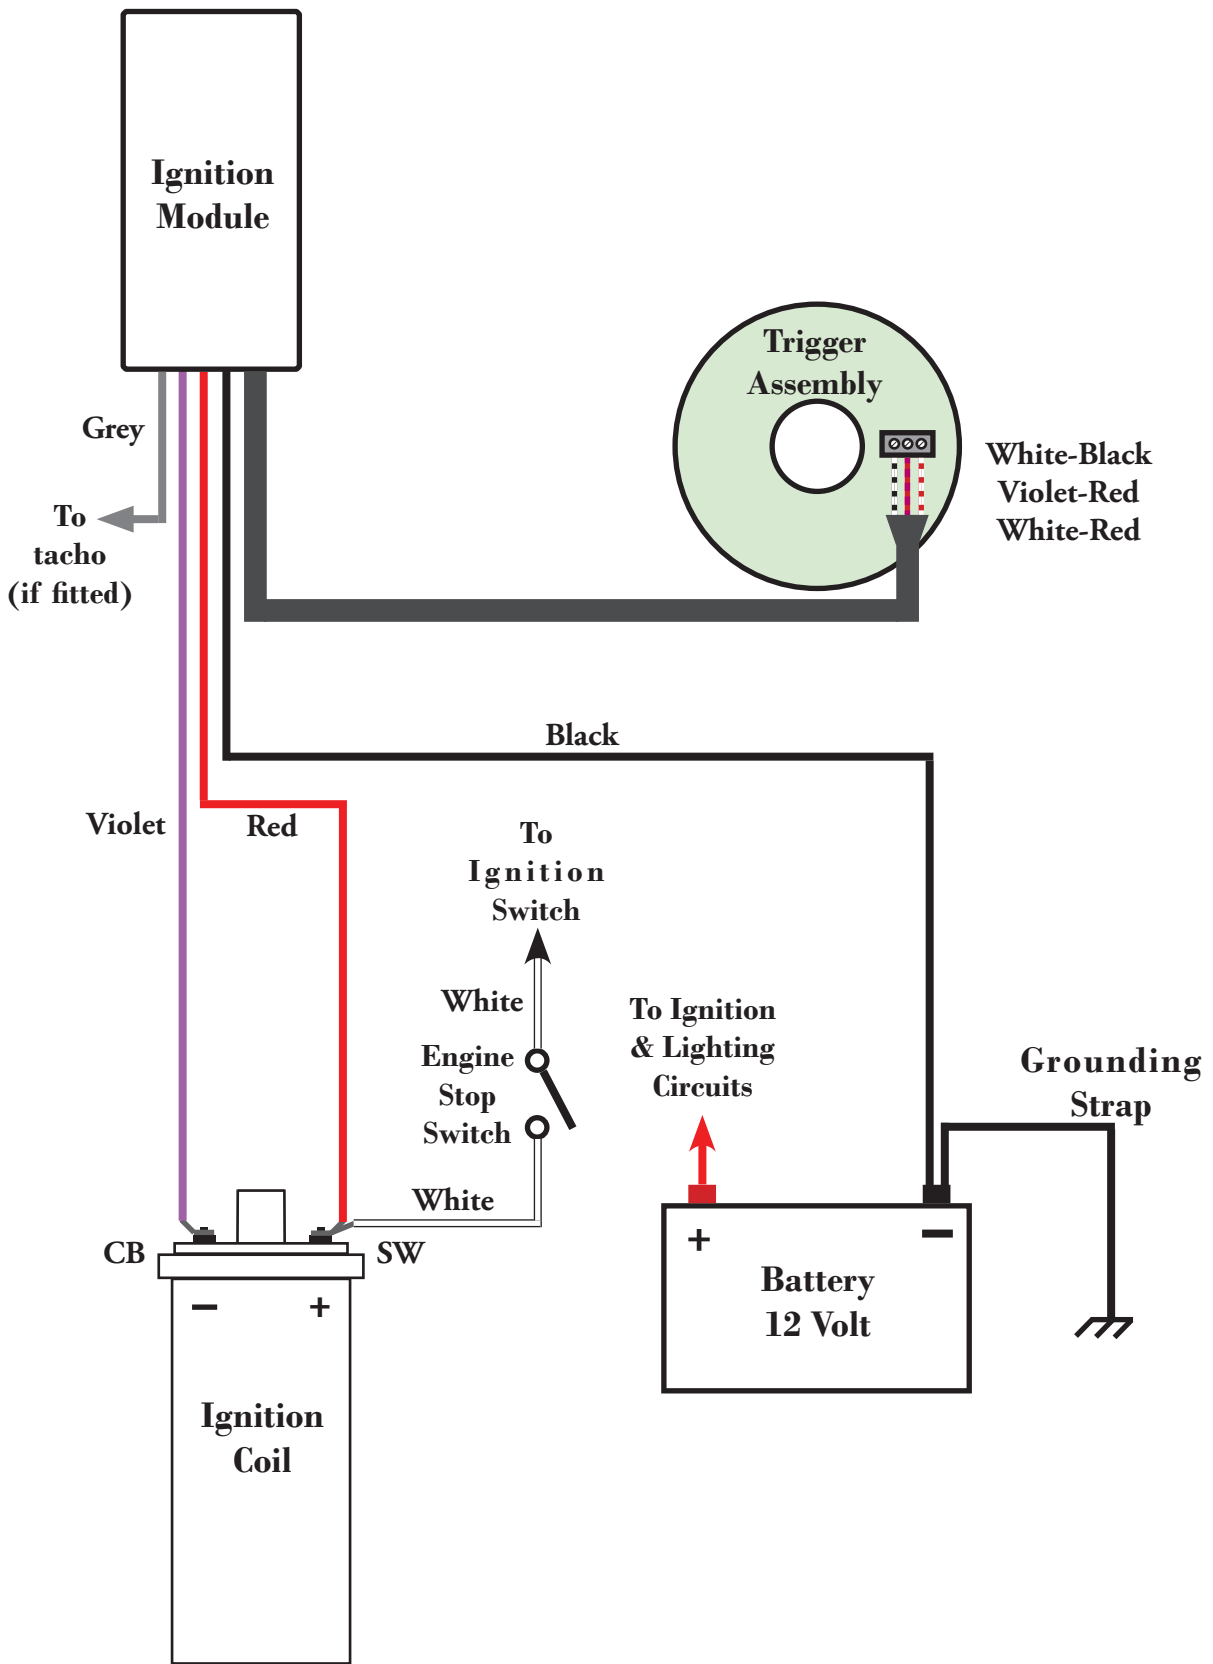 Ignition
Module
Trigger
Assembly
Grey
White-Black
Violet-Red
White-Red
To
tacho
(if fitted)
Black
Violet
Red
To
Ignition
Switch
White
To Ignition
& Lighting
Circuits
Engine
Stop
Switch
Grounding
Strap
White
CB
SW
+
−
Battery
12 Volt
−
+
Ignition
Coil